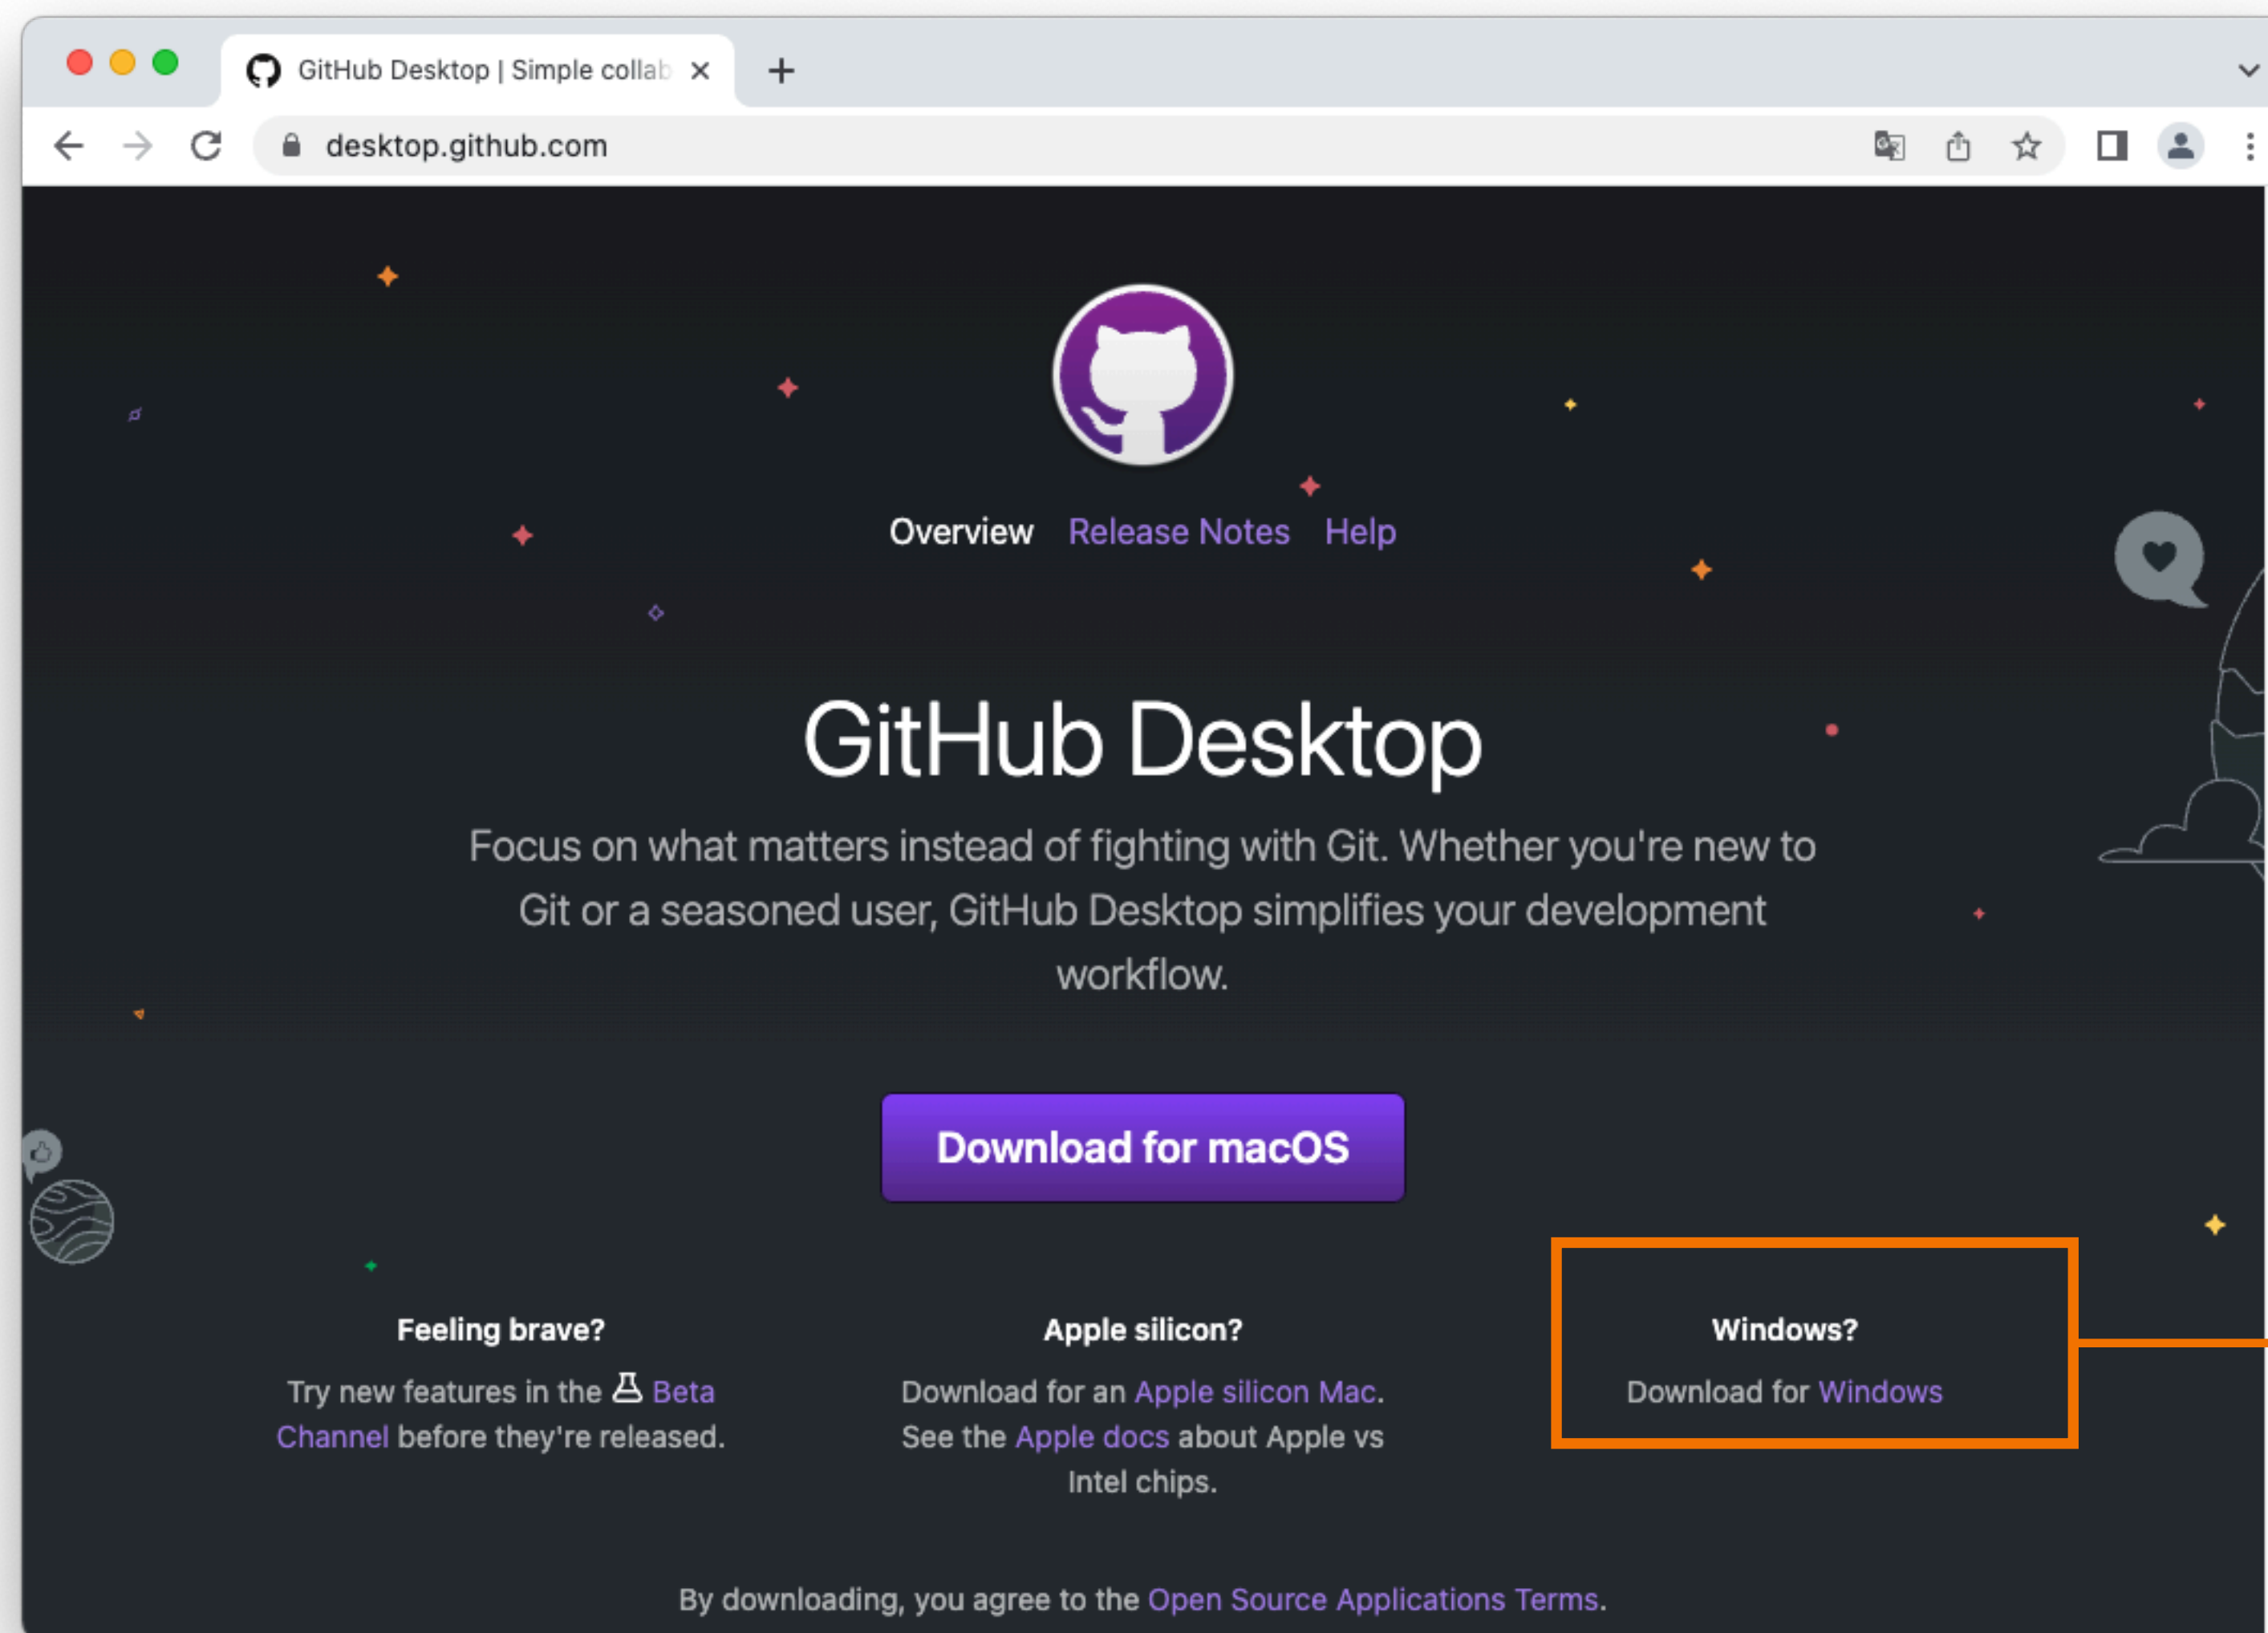 GitHub Desktop | Simple collab
desktop.github.com
Overview Release Notes Help
GitHub Desktop
Focus on what matters instead of fighting with Git. Whether you're new to
Git or a seasoned user, GitHub Desktop simplifies your development
workflow.
Download for macOS
Feeling brave?
Try new features in the Beta
Channel before they're released.
Apple silicon?
Download for an Apple silicon Mac.
See the Apple docs about Apple vs
Intel chips.
Windows?
Download for Windows
By downloading, you agree to the Open Source Applications Terms.